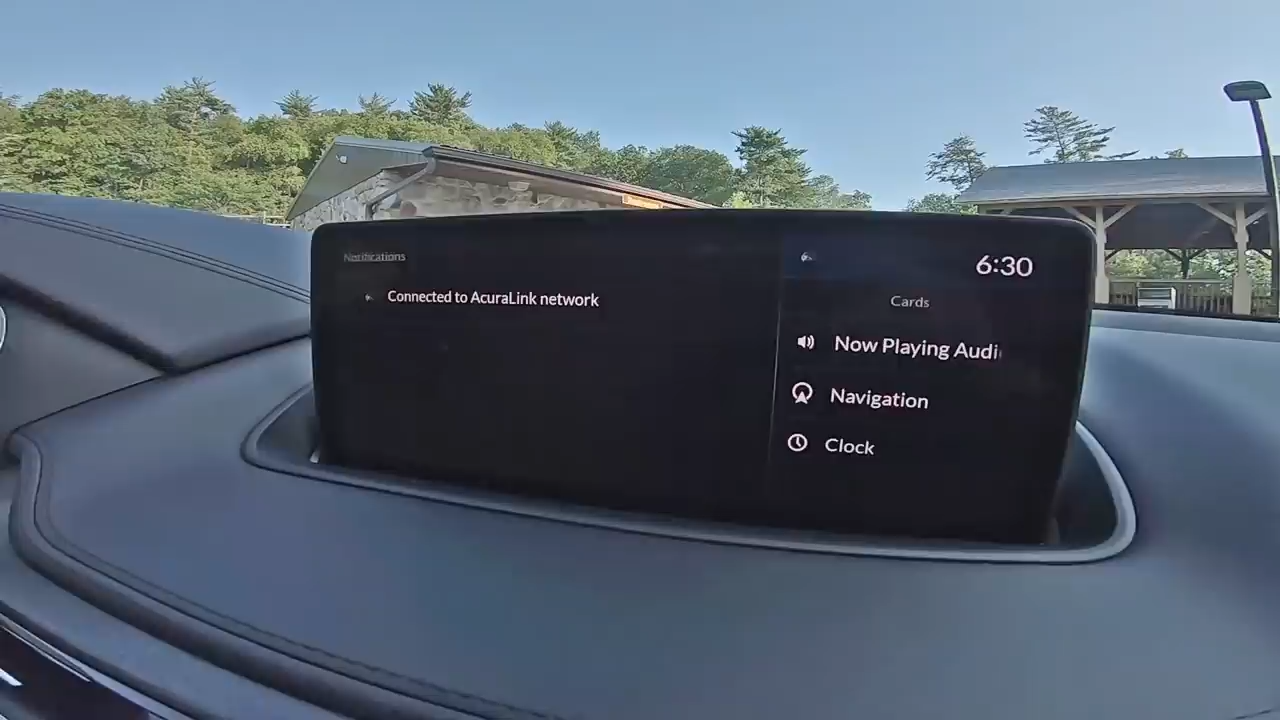 Notifications
Connected to AcuraLink network
6:30
Cards
Now Playing Audi
Navigation
Clock